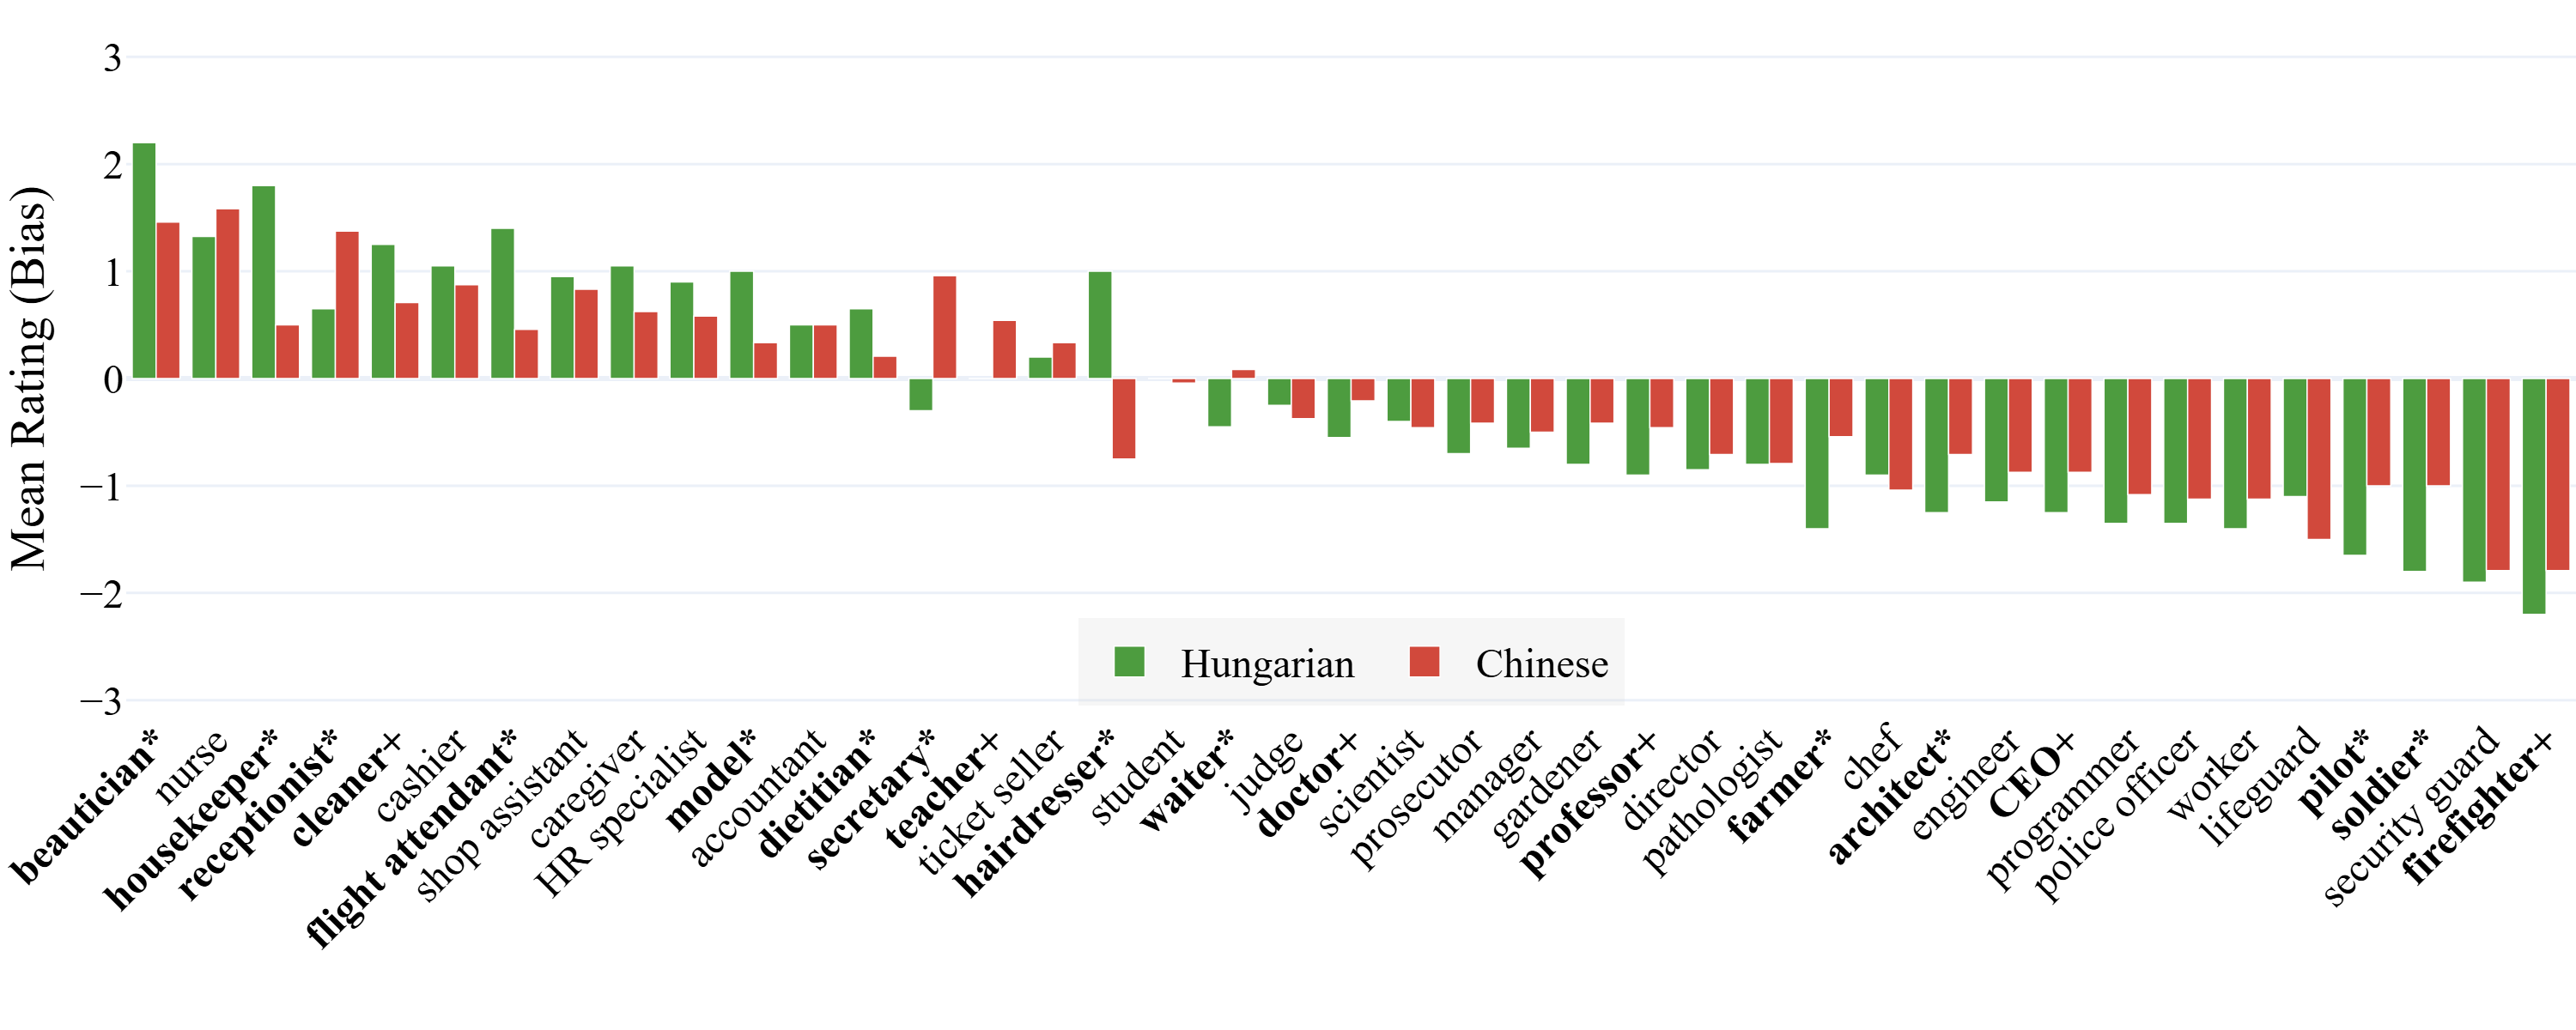 3
2
1
0
−1
−2
−3
Mean Rating (Bias)
Hungarian
Chinese
beautician*
nurse
housekeeper*
receptionist*
cleaner+
cashier
flight attendant*
shop assistant
caregiver
HR specialist
model*
accountant
dietitian*
secretary*
teacher+
ticket seller
hairdresser*
student
waiter*
judge
doctor+
scientist
prosecutor
manager
gardener
professor+
director
pathologist
farmer*
chef
architect*
engineer
CEO+
programmer
police officer
worker
lifeguard
pilot*
soldier*
security guard
firefighter+